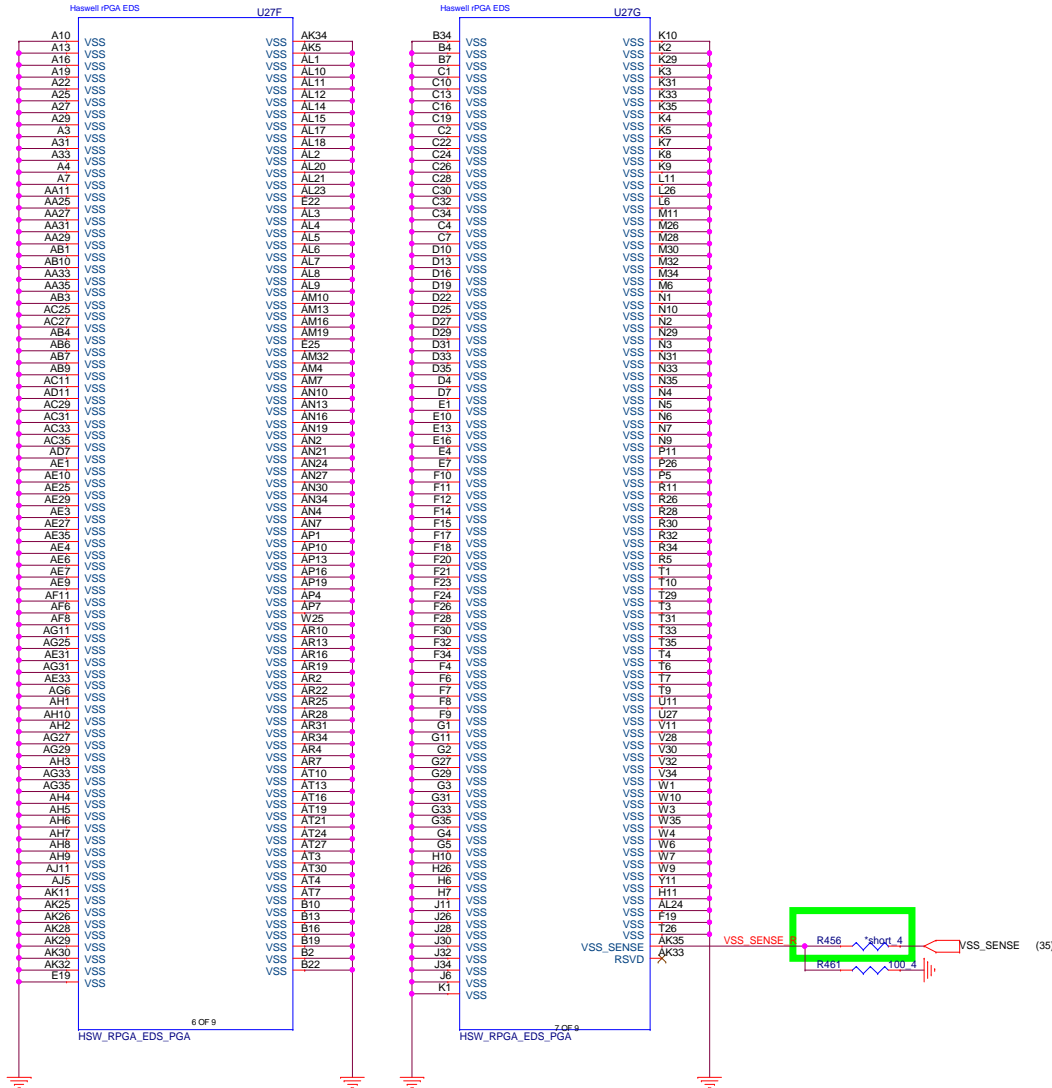 Haswell rPGA EDS U27F
A10 VSS VSS AK34
A13 VSS VSS AK5
A16 VSS VSS AL1
A19 VSS VSS AL10
A22 VSS VSS AL11
A25 VSS VSS AL12
A27 VSS VSS AL14
A29 VSS VSS AL15
A3 VSS VSS AL17
A31 VSS VSS AL18
A33 VSS VSS AL2
A4 VSS VSS AL20
A7 VSS VSS AL21
AA11 VSS VSS AL23
AA25 VSS VSS E22
AA27 VSS VSS AL3
AA31 VSS VSS AL4
AA29 VSS VSS AL5
AB1 VSS VSS AL6
AB10 VSS VSS AL7
AA33 VSS VSS AL8
AA35 VSS VSS AL9
AB3 VSS VSS AM10
AC25 VSS VSS AM13
AC27 VSS VSS AM16
AB4 VSS VSS AM19
AB6 VSS VSS E25
AB7 VSS VSS AM32
AB9 VSS VSS AM4
AC11 VSS VSS AM7
AD11 VSS VSS AN10
AC29 VSS VSS AN13
AC31 VSS VSS AN16
AC33 VSS VSS AN19
AC35 VSS VSS AN2
AD7 VSS VSS AN21
AE1 VSS VSS AN24
AE10 VSS VSS AN27
AE25 VSS VSS AN30
AE29 VSS VSS AN34
AE3 VSS VSS AN4
AE27 VSS VSS AN7
AE35 VSS VSS AP1
AE4 VSS VSS AP10
AE6 VSS VSS AP13
AE7 VSS VSS AP16
AE9 VSS VSS AP19
AF11 VSS VSS AP4
AF6 VSS VSS AP7
AF8 VSS VSS W25
AG11 VSS VSS AR10
AG25 VSS VSS AR13
AE31 VSS VSS AR16
AG31 VSS VSS AR19
AE33 VSS VSS AR2
AG6 VSS VSS AR22
AH1 VSS VSS AR25
AH10 VSS VSS AR28
AH2 VSS VSS AR31
AG27 VSS VSS AR34
AG29 VSS VSS AR4
AH3 VSS VSS AR7
AG33 VSS VSS AT10
AG35 VSS VSS AT13
AH4 VSS VSS AT16
AH5 VSS VSS AT19
AH6 VSS VSS AT21
AH7 VSS VSS AT24
AH8 VSS VSS AT27
AH9 VSS VSS AT3
AJ11 VSS VSS AT30
AJ5 VSS VSS AT4
AK11 VSS VSS AT7
AK25 VSS VSS B10
AK26 VSS VSS B13
AK28 VSS VSS B16
AK29 VSS VSS B19
AK30 VSS VSS B2
AK32 VSS VSS B22
E19 VSS
6 OF 9
HSW_RPGA_EDS_PGA
Haswell rPGA EDS U27G
B34 VSS VSS K10
B4 VSS VSS K2
B7 VSS VSS K29
C1 VSS VSS K3
C10 VSS VSS K31
C13 VSS VSS K33
C16 VSS VSS K35
C19 VSS VSS K4
C2 VSS VSS K5
C22 VSS VSS K7
C24 VSS VSS K8
C26 VSS VSS K9
C28 VSS VSS L11
C30 VSS VSS L26
C32 VSS VSS L6
C34 VSS VSS M11
C4 VSS VSS M26
C7 VSS VSS M28
D10 VSS VSS M30
D13 VSS VSS M32
D16 VSS VSS M34
D19 VSS VSS M6
D22 VSS VSS N1
D25 VSS VSS N10
D27 VSS VSS N2
D29 VSS VSS N29
D31 VSS VSS N3
D33 VSS VSS N31
D35 VSS VSS N33
D4 VSS VSS N35
D7 VSS VSS N4
E1 VSS VSS N5
E10 VSS VSS N6
E13 VSS VSS N7
E16 VSS VSS N9
E4 VSS VSS P11
E7 VSS VSS P26
F10 VSS VSS P5
F11 VSS VSS R11
F12 VSS VSS R26
F14 VSS VSS R28
F15 VSS VSS R30
F17 VSS VSS R32
F18 VSS VSS R34
F20 VSS VSS R5
F21 VSS VSS T1
F23 VSS VSS T10
F24 VSS VSS T29
F26 VSS VSS T3
F28 VSS VSS T31
F30 VSS VSS T33
F32 VSS VSS T35
F34 VSS VSS T4
F4 VSS VSS T6
F6 VSS VSS T7
F7 VSS VSS T9
F8 VSS VSS U11
F9 VSS VSS U27
G1 VSS VSS V11
G11 VSS VSS V28
G2 VSS VSS V30
G27 VSS VSS V32
G29 VSS VSS V34
G3 VSS VSS W1
G31 VSS VSS W10
G33 VSS VSS W3
G35 VSS VSS W35
G4 VSS VSS W4
G5 VSS VSS W6
H10 VSS VSS W7
H26 VSS VSS W9
H6 VSS VSS Y11
H7 VSS VSS H11
J11 VSS VSS AL24
J26 VSS VSS F19
J28 VSS VSS T26
J30 VSS VSS_SENSE AK35 VSS_SENSE_R R456 *short_4 VSS_SENSE (35)
J32 VSS RSVD AK33
J34 VSS R461 100_4
J6 VSS
K1 VSS
7 OF 9
HSW_RPGA_EDS_PGA